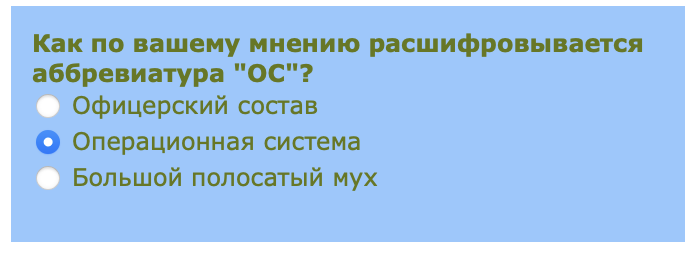 Как по вашему мнению расшифровывается
аббревиатура "ОС"?
Офицерский состав
Операционная система
Большой полосатый мух